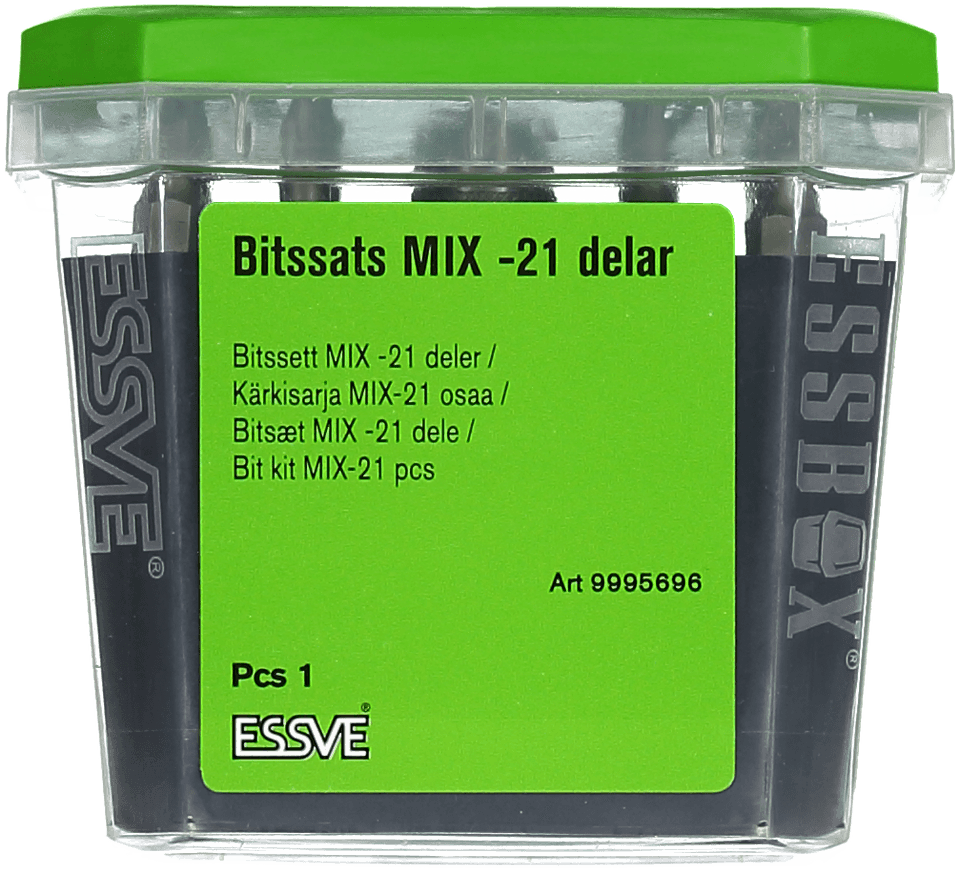 Bitssats MIX -21 delar
Bitssett MIX -21 deler /
Kärkisarja MIX-21 osaa /
Bitsæt MIX -21 dele /
Bit kit MIX-21 pcs
Art 9995696
Pcs 1
ESSVE®
ESSVE®
ESSBOX®